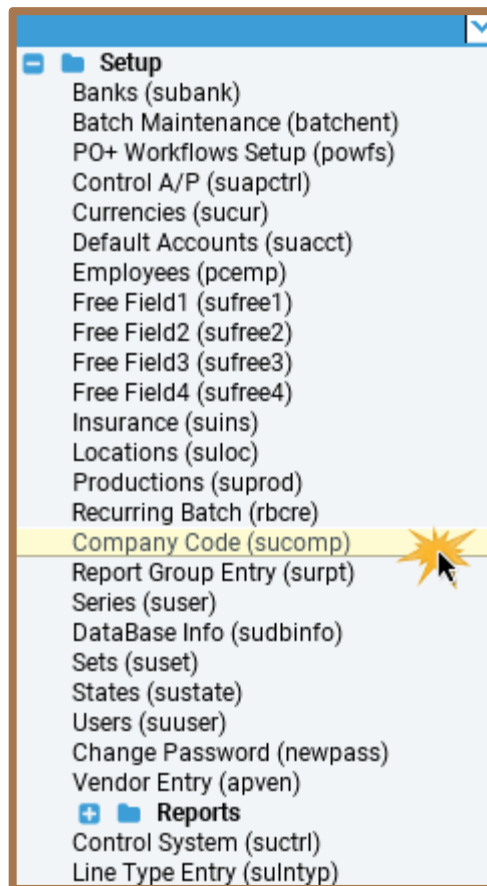 Setup
Banks (subank)
Batch Maintenance (batchent)
PO+ Workflows Setup (powfs)
Control A/P (suapctrl)
Currencies (sucur)
Default Accounts (suacct)
Employees (pcemp)
Free Field1 (sufree1)
Free Field2 (sufree2)
Free Field3 (sufree3)
Free Field4 (sufree4)
Insurance (suins)
Locations (suloc)
Productions (suprod)
Recurring Batch (rbcre)
Company Code (sucomp)
Report Group Entry (surpt)
Series (suser)
DataBase Info (sudbinfo)
Sets (suset)
States (sustate)
Users (suuser)
Change Password (newpass)
Vendor Entry (apven)
Reports
Control System (suctrl)
Line Type Entry (sulntyp)